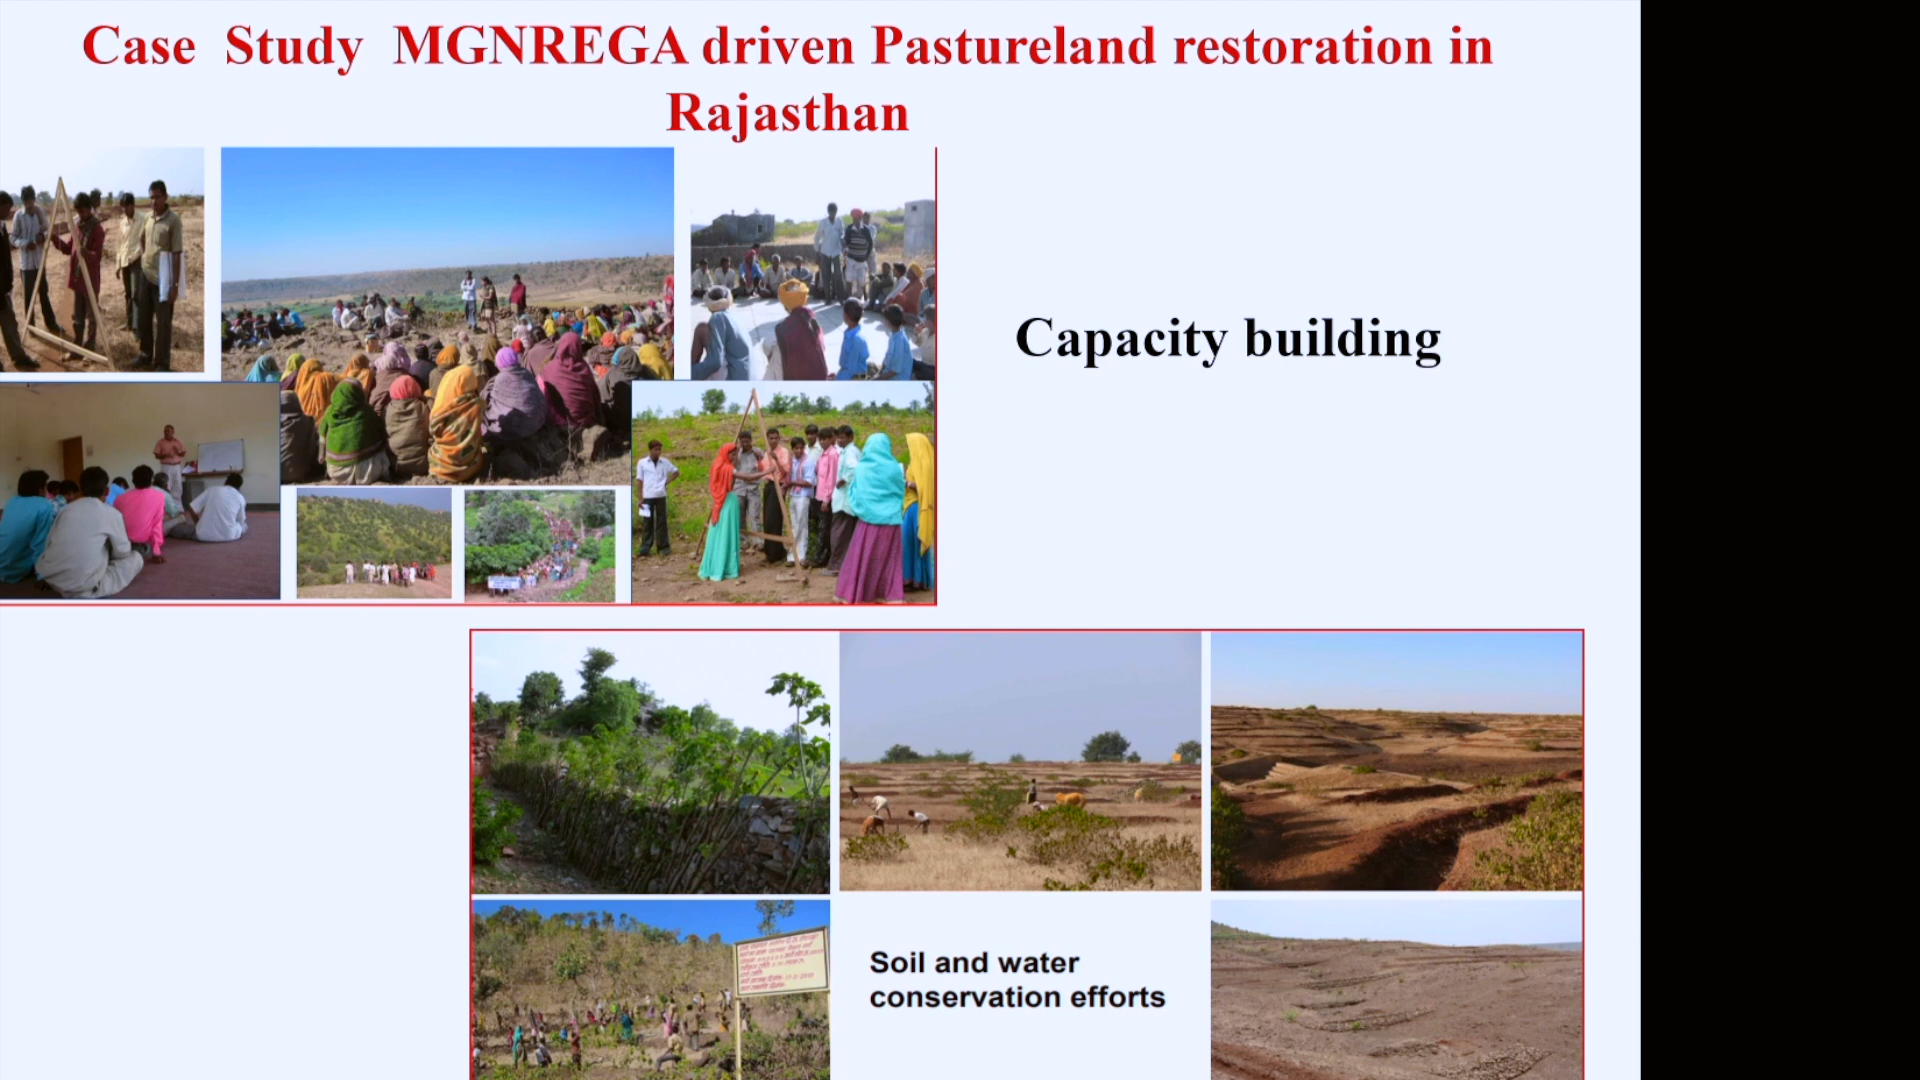 Case Study MGNREGA driven Pastureland restoration in
Rajasthan
Capacity building
Soil and water
conservation efforts